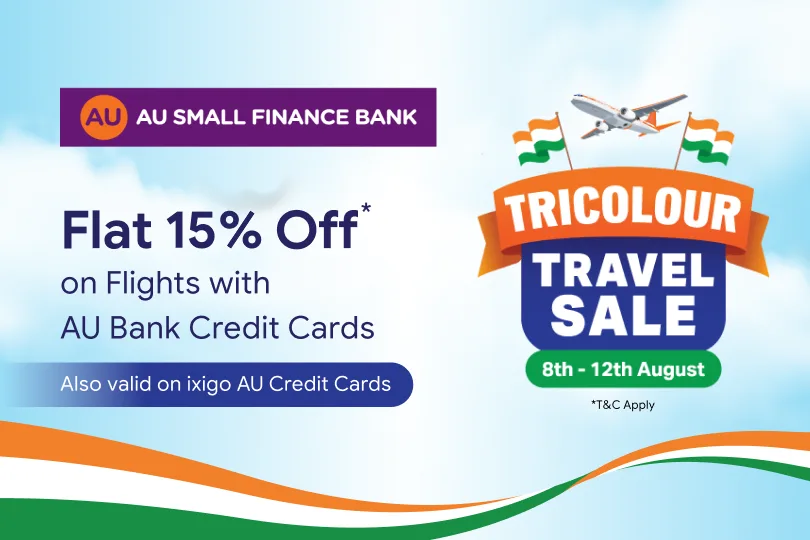 AU AU SMALL FINANCE BANK
Flat 15% Off*
on Flights with
AU Bank Credit Cards
Also valid on ixigo AU Credit Cards
TRICOLOUR
TRAVEL
SALE
8th - 12th August
*T&C Apply